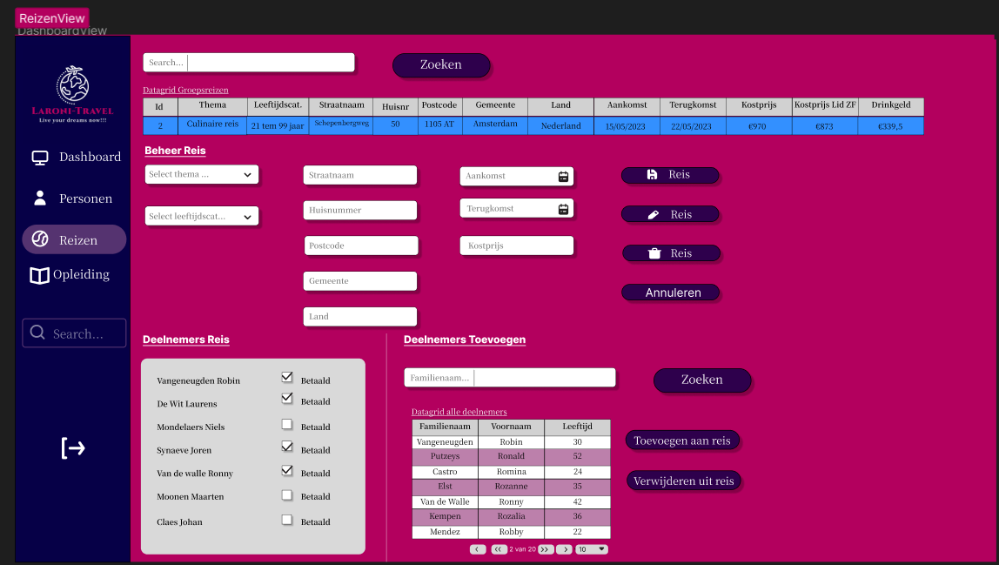 ReizenView
DashboardView
LARONI-TRAVEL
Live your dreams now!!!
Dashboard
Personen
Reizen
Opleiding
Search...
Search...
Zoeken
Datagrid Groepsreizen
Id Thema Leeftijdscat. Straatnaam Huisnr Postcode Gemeente Land Aankomst Terugkomst Kostprijs Kostprijs Lid ZF Drinkgeld
2 Culinaire reis 21 tem 99 jaar Schepenbergweg 50 1105 AT Amsterdam Nederland 15/05/2023 22/05/2023 €970 €873 €339,5
Beheer Reis
Select thema ... Straatnaam Aankomst Reis
Select leeftijdscat... Huisnummer Terugkomst Reis
Postcode Kostprijs Reis
Gemeente Annuleren
Land
Deelnemers Reis
Vangeneugden Robin Betaald
De Wit Laurens Betaald
Mondelaers Niels Betaald
Synaeve Joren Betaald
Van de walle Ronny Betaald
Moonen Maarten Betaald
Claes Johan Betaald
Deelnemers Toevoegen
Familienaam...
Zoeken
Datagrid alle deelnemers
Familienaam Voornaam Leeftijd
Vangeneugden Robin 30
Putzeys Ronald 52
Castro Romina 24
Elst Rozanne 35
Van de Walle Ronny 42
Kempen Rozalia 36
Mendez Robby 22
2 van 20 10
Toevoegen aan reis
Verwijderen uit reis